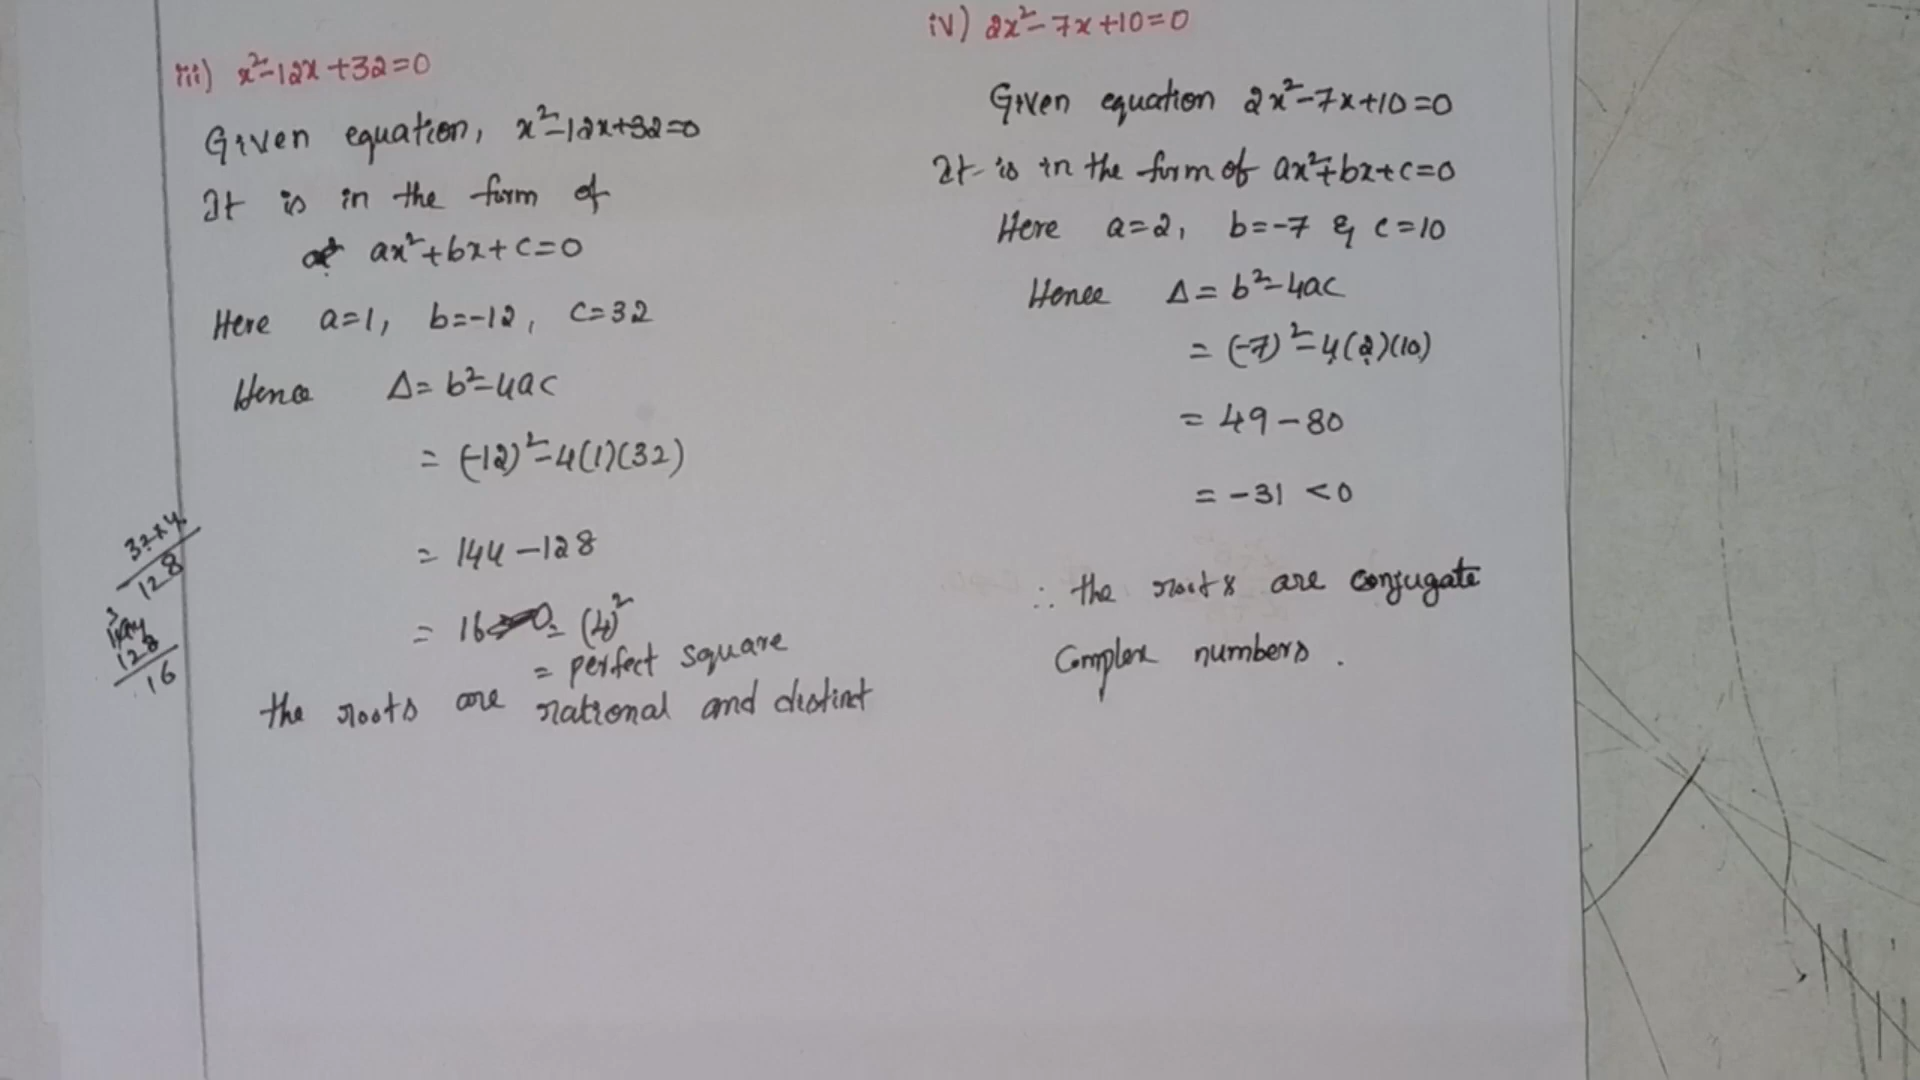 iii) x²-12x+32=0
Given equation, x²-12x+32=0
It is in the form of
ax²+bx+c=0
Here a=1, b=-12, c=32
Hence Δ= b²-4ac
= (-12)²-4(1)(32)
= 144-128
= 16 = (4)²
= perfect square
the roots are rational and distinct
32×4
128
144
128
16
iv) 2x²-7x+10=0
Given equation 2x²-7x+10=0
It is in the form of ax²+bx+c=0
Here a=2, b=-7 & c=10
Hence Δ= b²-4ac
= (-7)²-4(2)(10)
= 49-80
= -31 <0
∴ the roots are conjugate
Complex numbers.